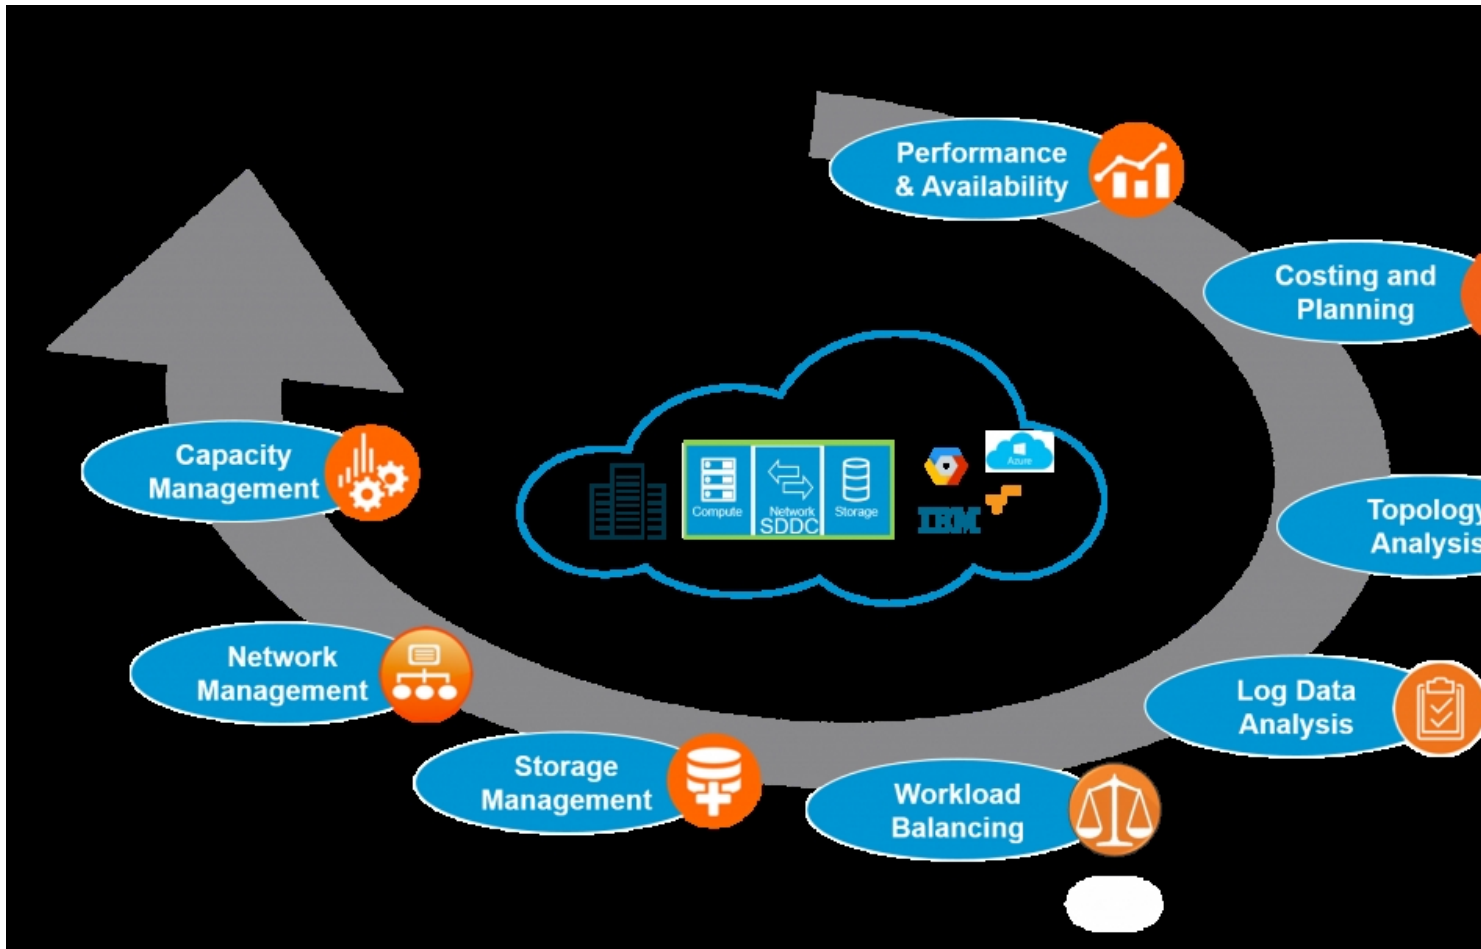 Performance
& Availability
Costing and
Planning
Topology
Analysis
Log Data
Analysis
Workload
Balancing
Storage
Management
Network
Management
Capacity
Management
Compute
Network
Storage
SDDC
Azure
IBM